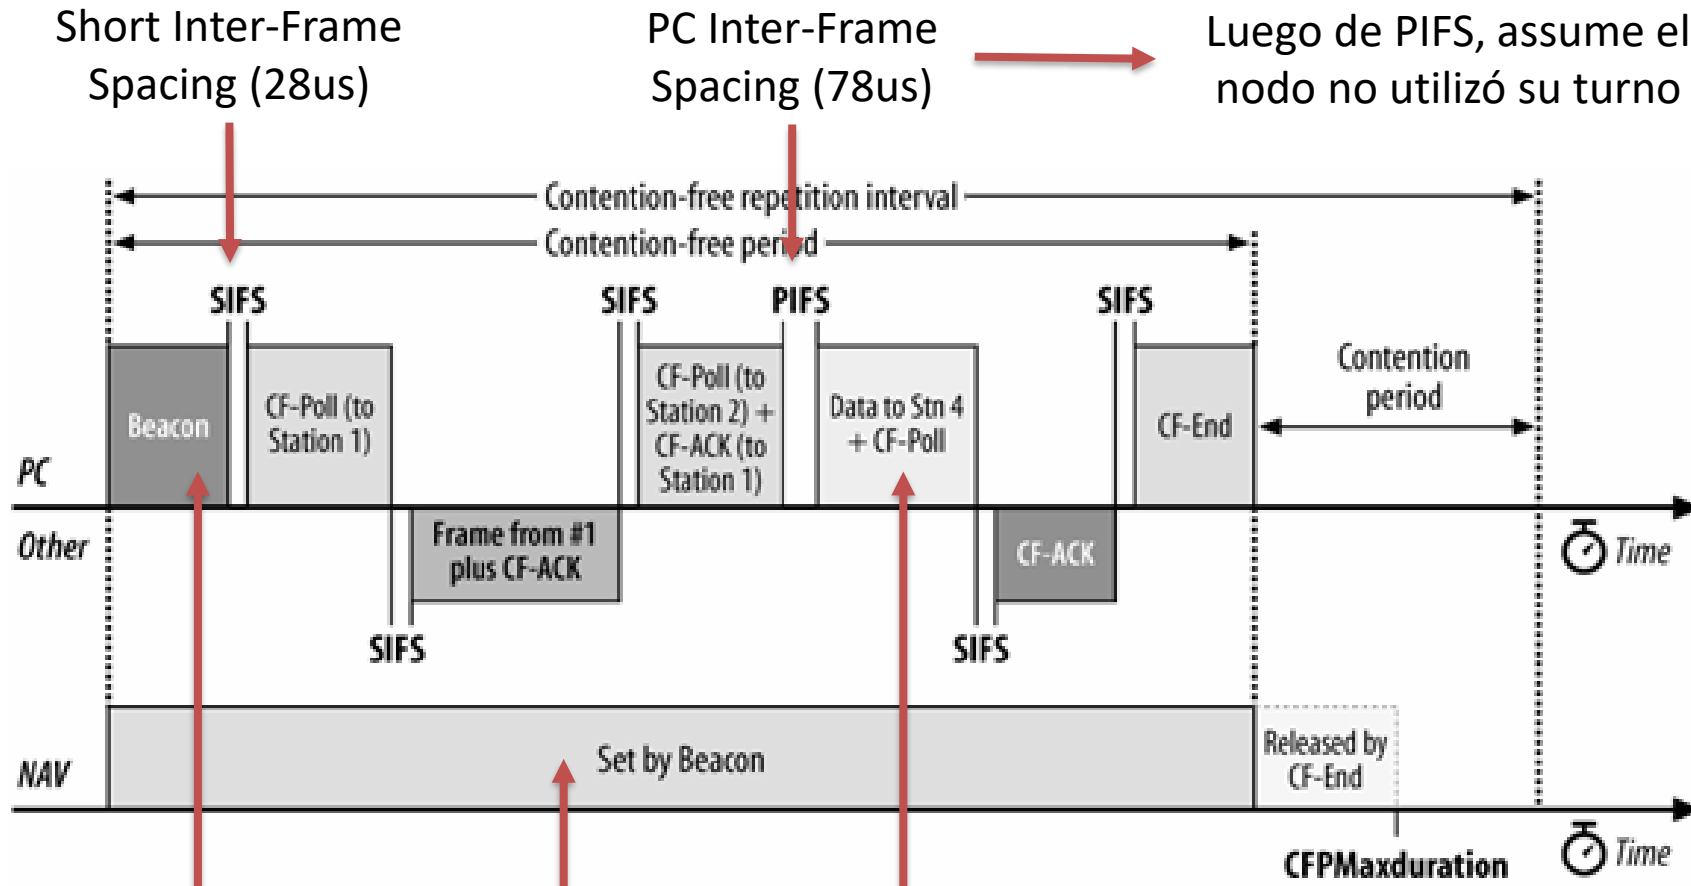 Short Inter-Frame
Spacing (28us)
PC Inter-Frame
Spacing (78us)
Luego de PIFS, assume el
nodo no utilizó su turno
Contention-free repetition interval
Contention-free period
SIFS
SIFS
PIFS
SIFS
Beacon
CF-Poll (to
Station 1)
CF-Poll (to
Station 2) +
CF-ACK (to
Station 1)
Data to Stn 4
+ CF-Poll
CF-End
Contention
period
PC
Other
Frame from #1
plus CF-ACK
CF-ACK
Time
SIFS
SIFS
NAV
Set by Beacon
Released by
CF-End
CFPMaxduration
Time